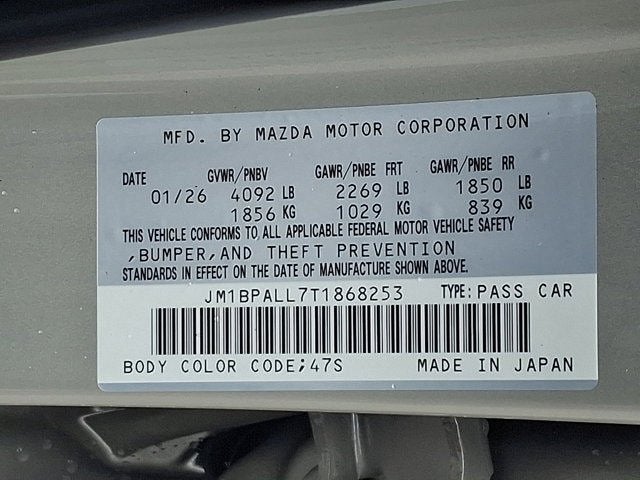 MFD. BY MAZDA MOTOR CORPORATION
DATE GVWR/PNBV GAWR/PNBE FRT GAWR/PNBE RR
01/26 4092 LB 2269 LB 1850 LB
1856 KG 1029 KG 839 KG
THIS VEHICLE CONFORMS TO ALL APPLICABLE FEDERAL MOTOR VEHICLE SAFETY
,BUMPER,AND THEFT PREVENTION
STANDARDS IN EFFECT ON THE DATE OF MANUFACTURE SHOWN ABOVE.
JM1BPALL7T1868253 TYPE: PASS CAR
BODY COLOR CODE;47S MADE IN JAPAN